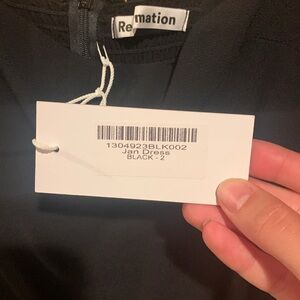 Re mation
1304923BLK002
Jan Dress
BLACK - 2